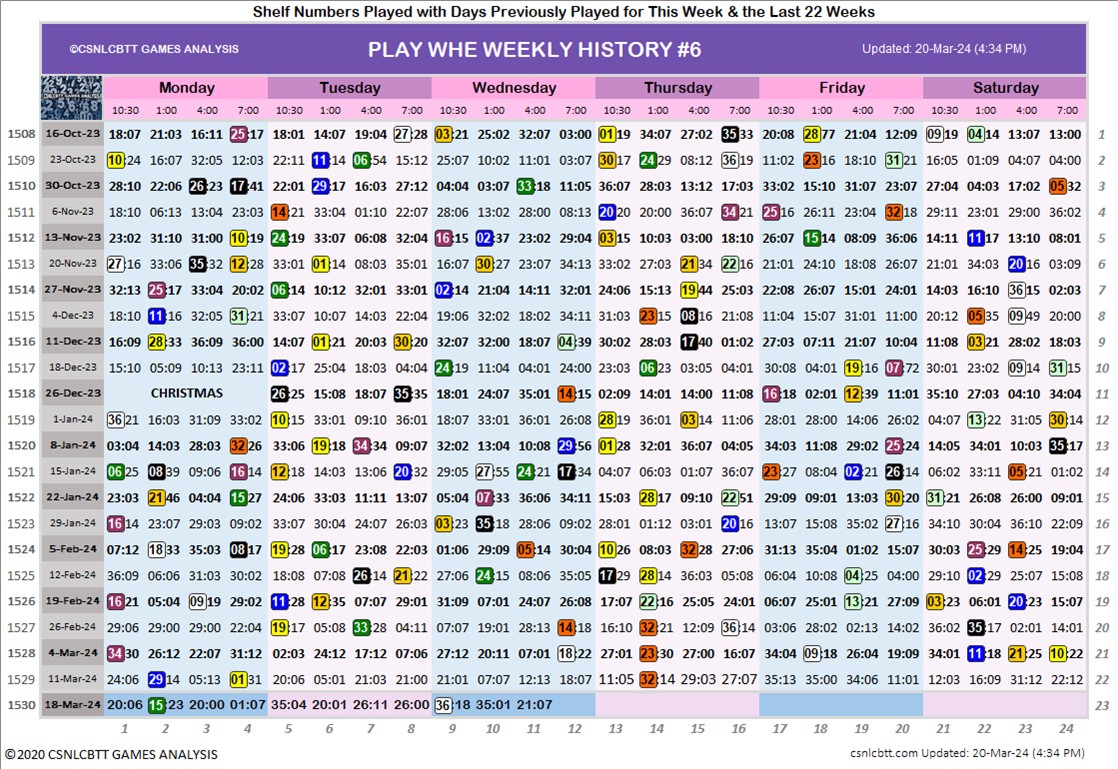 Shelf Numbers Played with Days Previously Played for This Week & the Last 22 Weeks
©CSNLCBTT GAMES ANALYSIS PLAY WHE WEEKLY HISTORY #6 Updated: 20-Mar-24 (4:34 PM)
Monday Tuesday Wednesday Thursday Friday Saturday
10:30 1:00 4:00 7:00 10:30 1:00 4:00 7:00 10:30 1:00 4:00 7:00 10:30 1:00 4:00 7:00 10:30 1:00 4:00 7:00 10:30 1:00 4:00 7:00
1508 16-Oct-23 18:07 21:03 16:11 25:17 18:01 14:07 19:04 27:28 03:21 25:02 32:07 03:00 01:19 34:07 27:02 35:33 20:08 28:77 21:04 12:09 09:19 04:14 13:07 13:00 1
1509 23-Oct-23 10:24 16:07 32:05 12:03 22:11 11:14 06:54 15:12 25:07 10:02 11:01 03:07 30:17 24:29 08:12 36:19 11:02 23:16 18:10 31:21 16:05 01:09 04:07 04:00 2
1510 30-Oct-23 28:10 22:06 26:23 17:41 22:01 29:17 16:03 27:12 04:04 03:07 33:18 11:05 36:07 28:03 13:12 17:03 33:02 15:10 31:07 23:07 27:04 04:03 17:02 05:32 3
1511 6-Nov-23 18:10 06:13 13:04 23:03 14:21 33:04 01:10 22:07 28:06 13:02 28:00 08:13 20:20 20:00 36:07 34:21 25:16 26:11 23:04 32:18 29:11 23:01 29:00 36:02 4
1512 13-Nov-23 23:02 31:10 31:00 10:19 24:19 33:07 06:08 32:04 16:15 02:37 23:02 29:04 03:15 10:03 03:00 18:10 26:07 15:14 08:09 36:06 14:11 11:17 13:10 08:01 5
1513 20-Nov-23 27:16 33:06 35:32 12:28 33:01 01:14 08:03 35:01 16:07 30:27 23:07 34:13 33:02 27:03 15:34 22:16 21:01 24:10 18:08 26:07 21:01 34:03 20:16 03:09 6
1514 27-Nov-23 32:13 25:17 33:04 20:02 06:14 10:12 32:01 33:01 02:14 21:04 14:11 32:01 24:06 15:13 19:44 25:03 22:08 26:07 15:12 24:01 14:03 16:10 36:15 02:03 7
1515 4-Dec-23 18:10 11:16 32:05 31:21 33:07 10:07 14:03 22:04 19:06 32:02 18:02 34:11 31:03 23:15 08:16 21:08 11:04 15:07 31:05 11:00 20:12 05:35 09:49 20:00 8
1516 11-Dec-23 16:09 28:33 36:09 36:00 14:07 01:21 20:03 30:20 32:07 32:00 18:07 04:39 30:02 28:03 17:40 01:02 27:03 07:11 21:07 10:04 11:08 03:21 28:02 18:03 9
1517 18-Dec-23 15:10 05:09 10:13 23:11 02:17 25:04 18:03 34:10 24:19 11:04 04:01 24:00 23:03 06:23 03:05 04:01 30:08 04:01 19:16 07:72 30:01 23:02 09:14 31:15 10
1518 26-Dec-23 CHRISTMAS 26:25 15:08 18:07 35:35 18:01 24:07 35:01 14:15 02:09 14:01 14:00 11:08 16:18 02:01 12:39 11:01 35:10 27:03 04:10 34:04 11
1519 1-Jan-24 36:21 16:03 31:09 33:02 10:15 33:01 09:10 36:01 18:07 33:01 36:01 09:01 28:19 36:01 03:14 11:06 28:01 28:00 14:06 26:02 04:07 13:22 31:05 30:14 12
1520 8-Jan-24 03:04 14:03 28:03 32:26 33:06 19:18 34:34 09:07 32:02 13:04 10:08 29:56 01:28 32:01 36:07 04:05 34:03 11:08 29:02 25:24 14:05 34:01 10:03 35:17 13
1521 15-Jan-24 06:25 08:39 09:06 16:14 12:18 14:03 13:06 20:32 29:05 27:55 24:21 17:34 04:07 06:03 01:07 36:07 23:27 02:04 02:21 26:14 02:06 33:11 05:21 01:02 14
1522 22-Jan-24 23:03 21:46 04:04 15:27 24:06 33:03 11:11 13:07 05:04 07:33 36:06 34:11 15:03 28:17 09:10 22:51 29:09 09:01 13:03 30:20 31:21 26:08 26:00 09:01 15
1523 29-Jan-24 16:14 23:07 29:03 09:02 33:07 30:04 24:07 26:03 03:23 35:18 28:06 09:02 28:01 01:12 03:01 20:16 13:07 15:08 35:02 27:16 34:10 30:04 36:10 22:09 16
1524 5-Feb-24 07:12 18:33 35:03 08:17 19:28 06:17 23:08 22:03 01:06 29:09 05:14 30:04 10:26 08:03 32:28 27:06 31:13 35:04 01:02 15:07 30:03 25:29 14:25 19:04 17
1525 12-Feb-24 36:09 06:06 31:03 30:02 18:08 07:08 26:14 21:22 27:06 24:15 08:06 35:05 17:29 28:14 36:03 05:08 06:04 10:08 04:25 04:00 29:10 02:29 25:07 15:08 18
1526 19-Feb-24 16:21 05:04 09:19 29:02 11:28 12:35 07:07 29:01 31:09 07:01 24:07 26:08 17:07 22:16 25:05 24:01 06:07 25:01 13:21 27:09 03:23 06:01 20:23 15:07 19
1527 26-Feb-24 29:06 29:00 29:00 22:04 19:17 05:08 33:28 21:04 07:05 19:07 28:13 14:18 16:10 32:21 12:09 36:14 03:05 28:02 02:13 14:02 36:02 35:17 02:01 14:01 20
1528 4-Mar-24 34:30 26:12 22:07 31:12 02:03 24:12 17:12 07:06 27:12 20:11 07:01 18:22 27:01 23:21 27:00 16:07 34:04 09:18 26:04 19:09 34:01 11:18 21:25 10:22 21
1529 11-Mar-24 24:06 29:14 05:13 01:31 20:06 05:01 21:03 21:00 21:01 07:07 12:13 18:07 11:05 32:14 29:03 27:07 35:13 35:00 34:06 11:01 12:03 16:09 31:12 22:12 22
1530 18-Mar-24 20:06 15:23 20:00 01:07 35:04 20:01 26:11 26:00 36:18 35:01 21:07 23
1 2 3 4 5 6 7 8 9 10 11 12 13 14 15 16 17 18 19 20 21 22 23 24
©2020 CSNLCBTT GAMES ANALYSIS csnlcbtt.com Updated: 20-Mar-24 (4:34 PM)